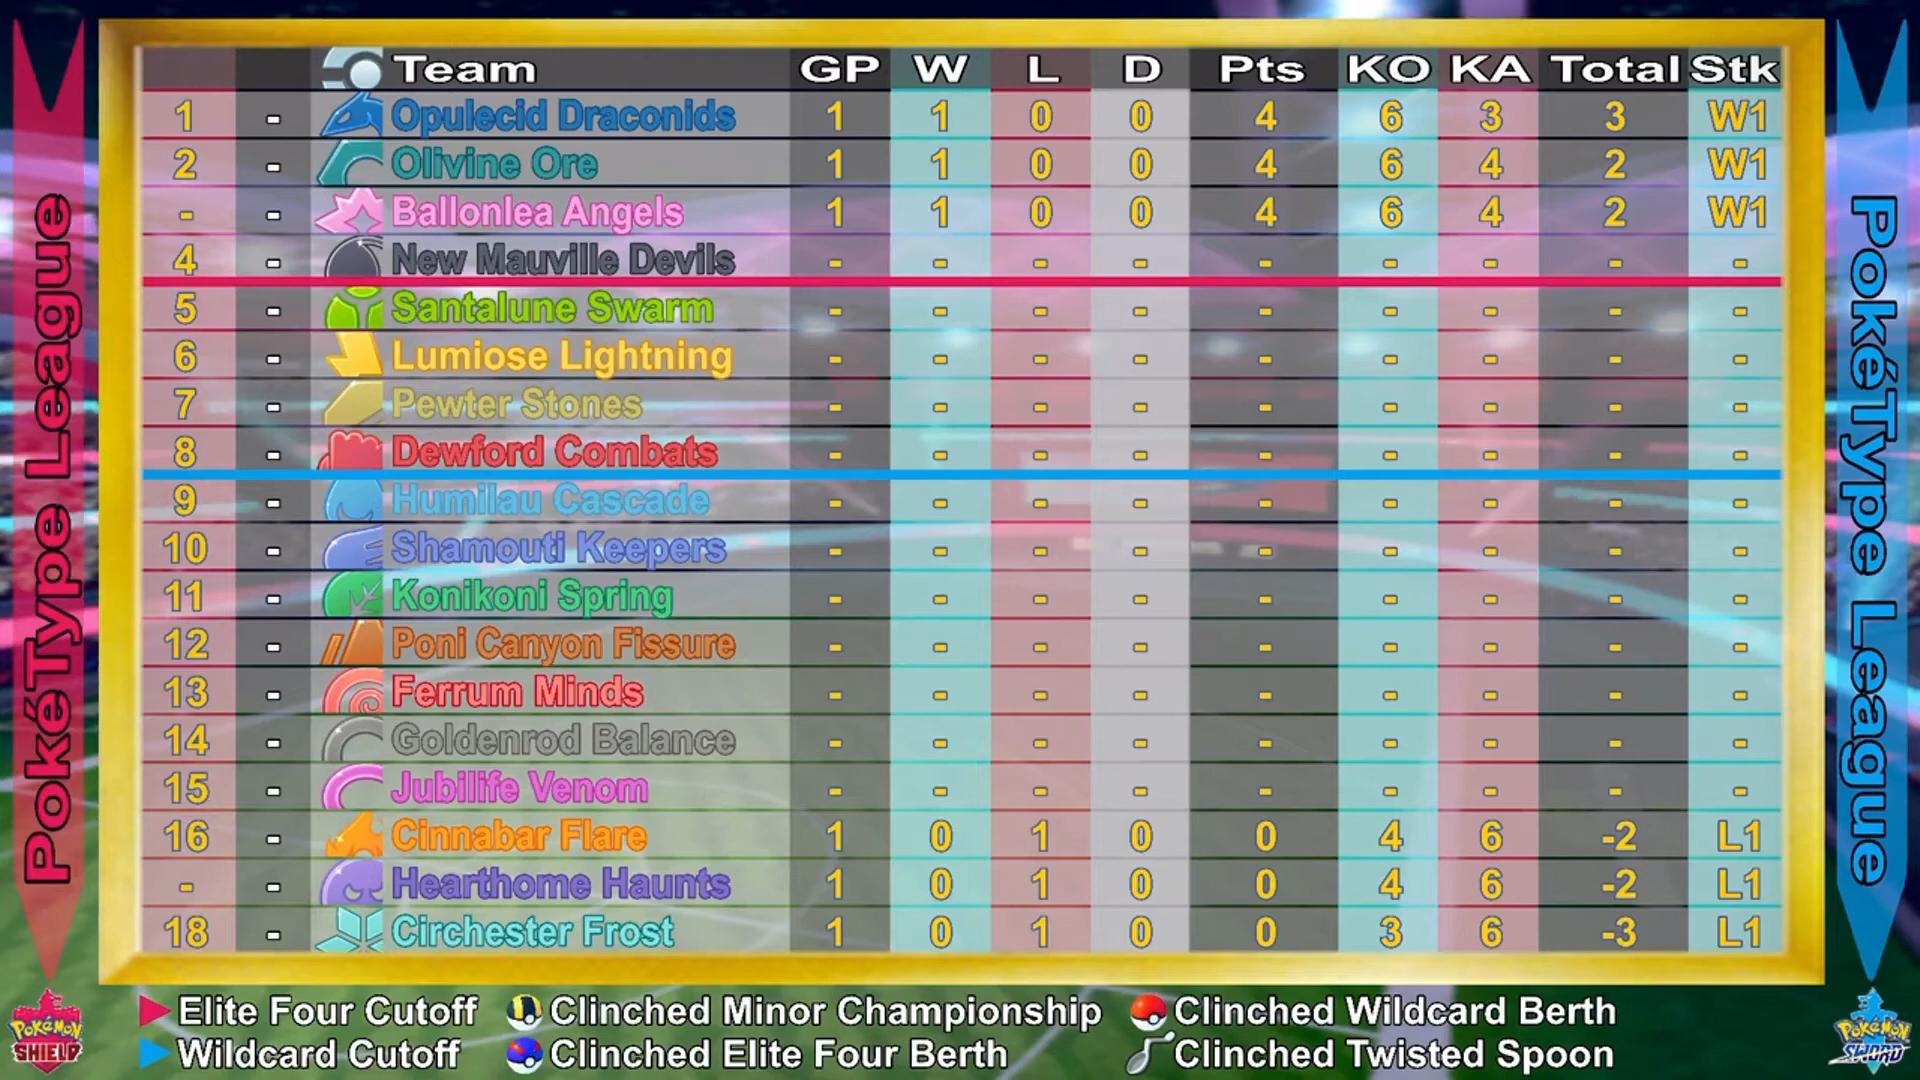 Team GP W L D Pts KO KA Total Stk
1 - Opulecid Draconids 1 1 0 0 4 6 3 3 W1
2 - Olivine Ore 1 1 0 0 4 6 4 2 W1
- - Ballonlea Angels 1 1 0 0 4 6 4 2 W1
4 - New Mauville Devils - - - - - - - - -
5 - Santalune Swarm - - - - - - - - -
6 - Lumiose Lightning - - - - - - - - -
7 - Pewter Stones - - - - - - - - -
8 - Dewford Combats - - - - - - - - -
9 - Humilau Cascade - - - - - - - - -
10 - Shamouti Keepers - - - - - - - - -
11 - Konikoni Spring - - - - - - - - -
12 - Poni Canyon Fissure - - - - - - - - -
13 - Ferrum Minds - - - - - - - - -
14 - Goldenrod Balance - - - - - - - - -
15 - Jubilife Venom - - - - - - - - -
16 - Cinnabar Flare 1 0 1 0 0 4 6 -2 L1
- - Hearthome Haunts 1 0 1 0 0 4 6 -2 L1
18 - Circhester Frost 1 0 1 0 0 3 6 -3 L1
PokéType League
PokéType League
Elite Four Cutoff
Clinched Minor Championship
Clinched Wildcard Berth
Wildcard Cutoff
Clinched Elite Four Berth
Clinched Twisted Spoon
POKéMON
SHIELD
POKéMON
SWORD